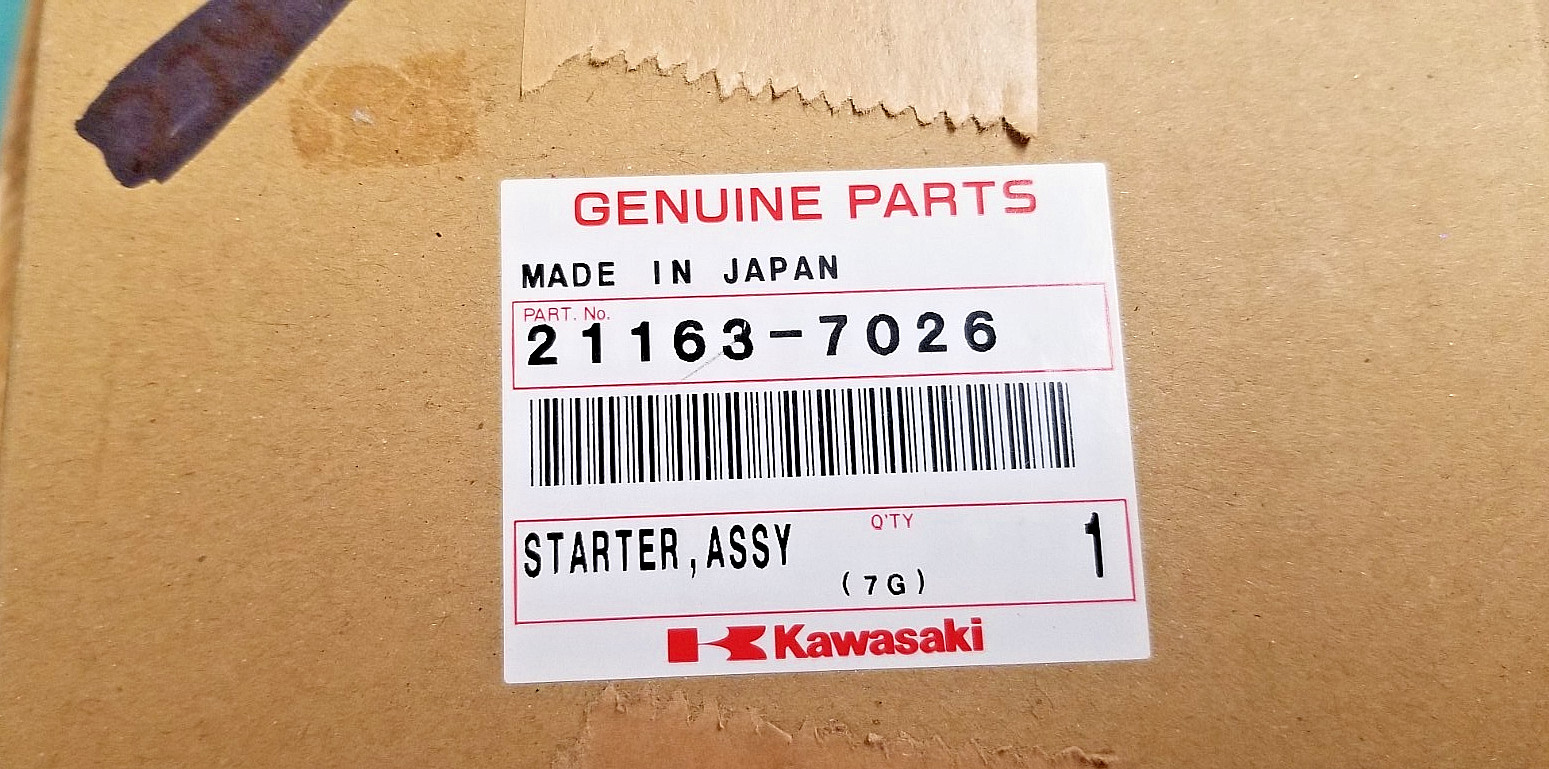 GENUINE PARTS
MADE IN JAPAN
PART. No.
21163-7026
Q'TY
STARTER,ASSY 1
(7G)
Kawasaki